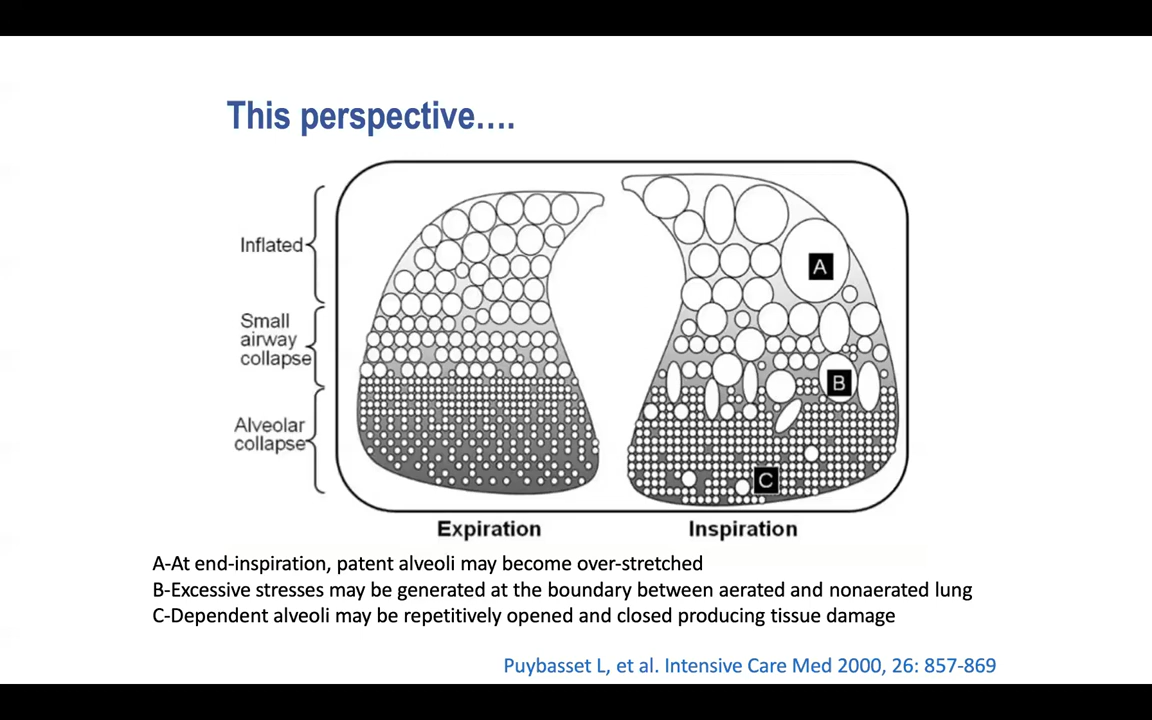 This perspective....
Inflated
Small
airway
collapse
Alveolar
collapse
A
B
C
Expiration
Inspiration
A-At end-inspiration, patent alveoli may become over-stretched
B-Excessive stresses may be generated at the boundary between aerated and nonaerated lung
C-Dependent alveoli may be repetitively opened and closed producing tissue damage
Puybasset L, et al. Intensive Care Med 2000, 26: 857-869